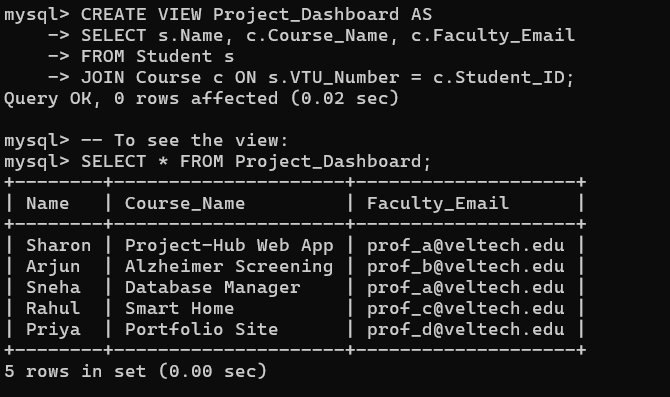 mysql> CREATE VIEW Project_Dashboard AS
    -> SELECT s.Name, c.Course_Name, c.Faculty_Email
    -> FROM Student s
    -> JOIN Course c ON s.VTU_Number = c.Student_ID;
Query OK, 0 rows affected (0.02 sec)

mysql> -- To see the view:
mysql> SELECT * FROM Project_Dashboard;
+--------+---------------------+--------------------+
| Name   | Course_Name         | Faculty_Email      |
+--------+---------------------+--------------------+
| Sharon | Project-Hub Web App | prof_a@veltech.edu |
| Arjun  | Alzheimer Screening | prof_b@veltech.edu |
| Sneha  | Database Manager    | prof_a@veltech.edu |
| Rahul  | Smart Home          | prof_c@veltech.edu |
| Priya  | Portfolio Site      | prof_d@veltech.edu |
+--------+---------------------+--------------------+
5 rows in set (0.00 sec)